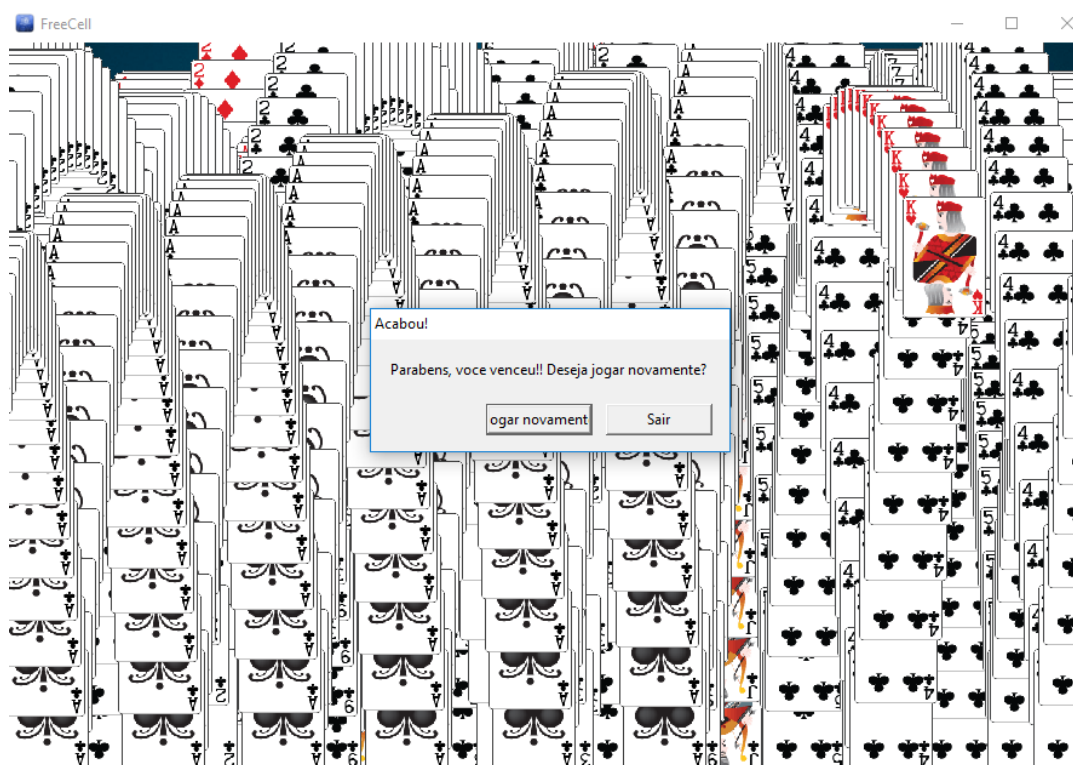 FreeCell
Acabou!
Parabens, voce venceu!! Deseja jogar novamente?
ogar novament
Sair